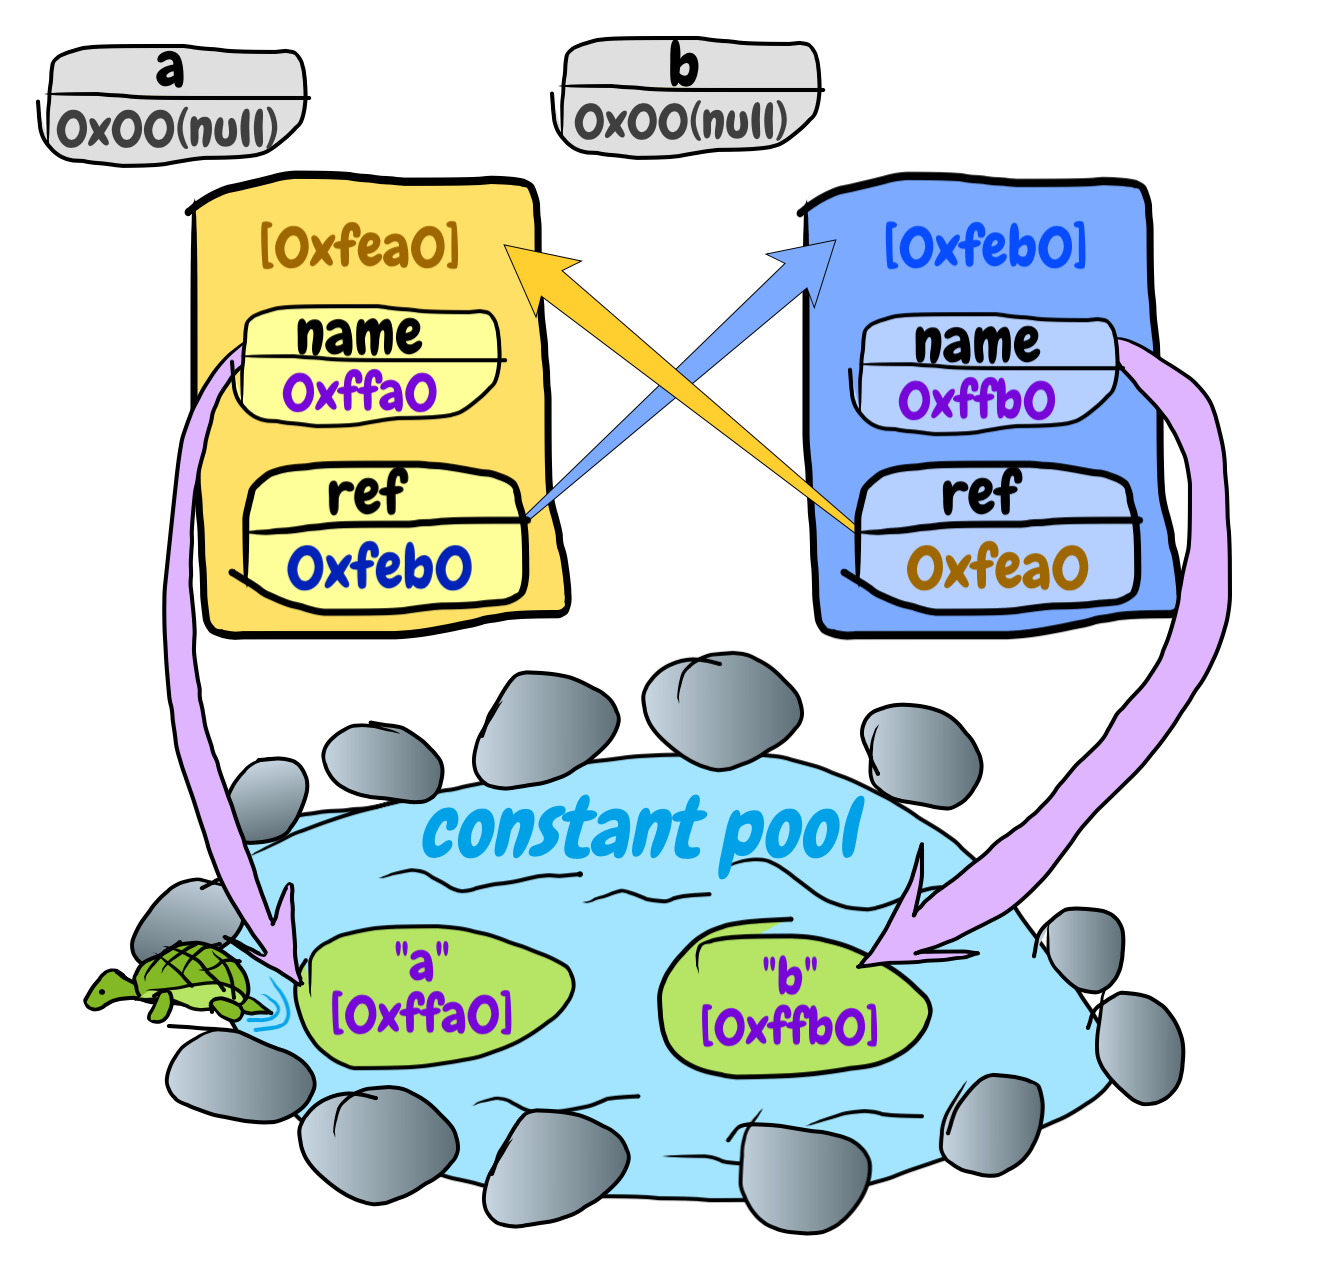 a
0x00(null)
b
0x00(null)
[0xfea0]
name
0xffa0
ref
0xfeb0
[0xfeb0]
name
0xffb0
ref
0xfea0
constant pool
"a"
[0xffa0]
"b"
[0xffb0]